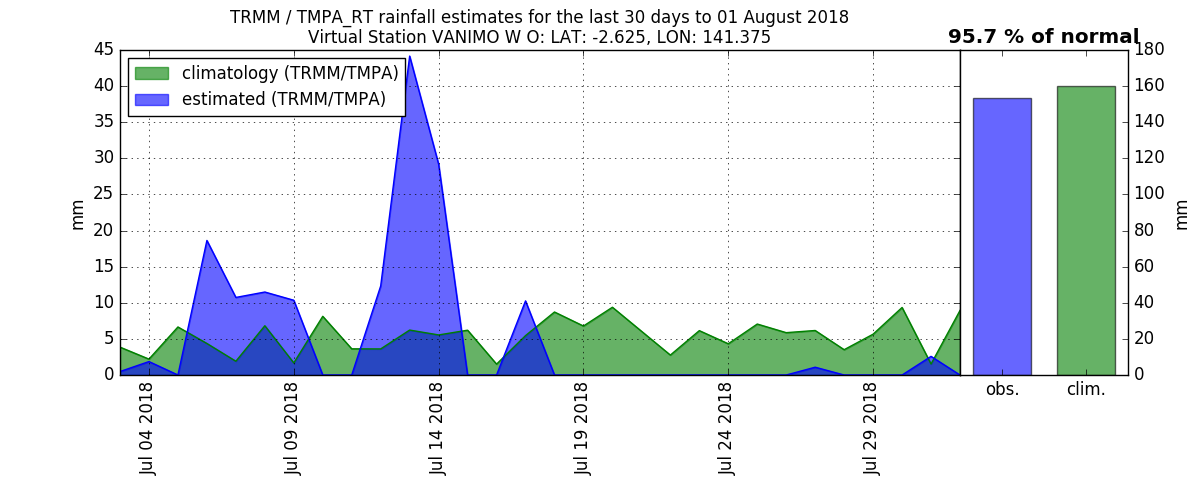 TRMM / TMPA_RT rainfall estimates for the last 30 days to 01 August 2018
Virtual Station VANIMO W O: LAT: -2.625, LON: 141.375
95.7 % of normal
climatology (TRMM/TMPA)
estimated (TRMM/TMPA)
45
40
35
30
25
20
15
10
5
0
mm
Jul 04 2018
Jul 09 2018
Jul 14 2018
Jul 19 2018
Jul 24 2018
Jul 29 2018
obs.
clim.
180
160
140
120
100
80
60
40
20
0
mm